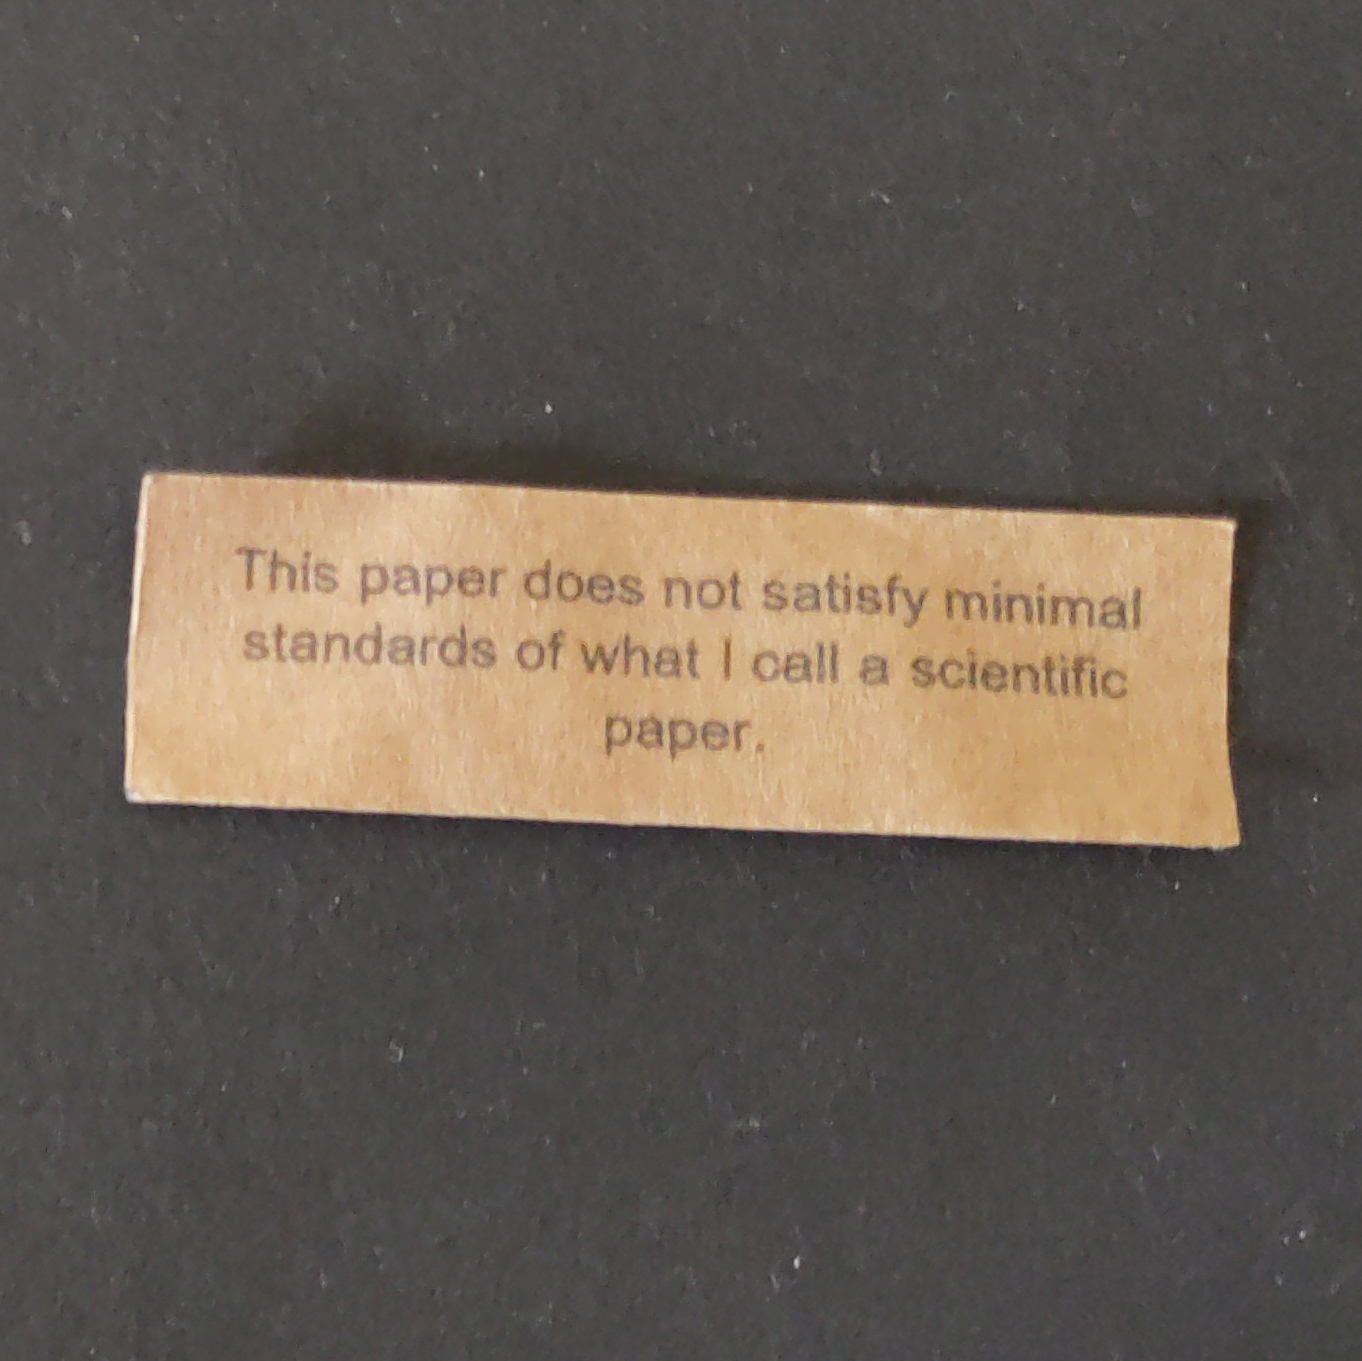 This paper does not satisfy minimal
standards of what I call a scientific
paper.